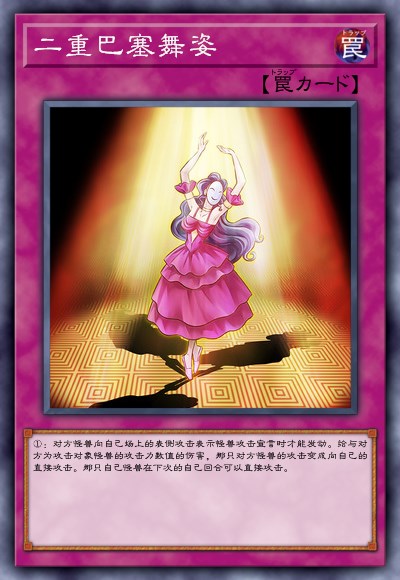 二重巴塞舞姿
トラップ
罠
トラップ
【罠カード】
①：对方怪兽向自己场上的表侧攻击表示怪兽攻击宣言时才能发动。给与对
方为攻击对象怪兽的攻击力数值的伤害，那只对方怪兽的攻击变成向自己的
直接攻击。那只自己怪兽在下次的自己回合可以直接攻击。